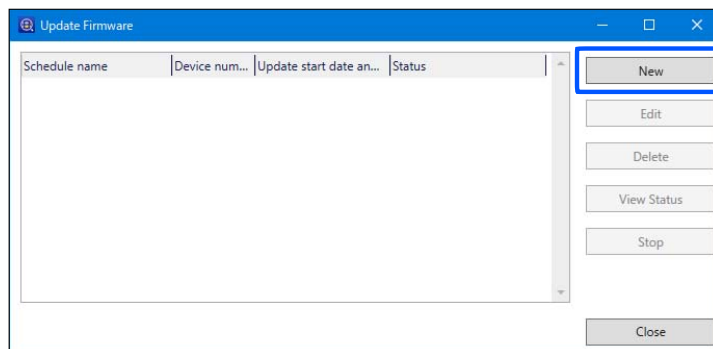 Update Firmware
Schedule name Device num... Update start date an... Status
New
Edit
Delete
View Status
Stop
Close